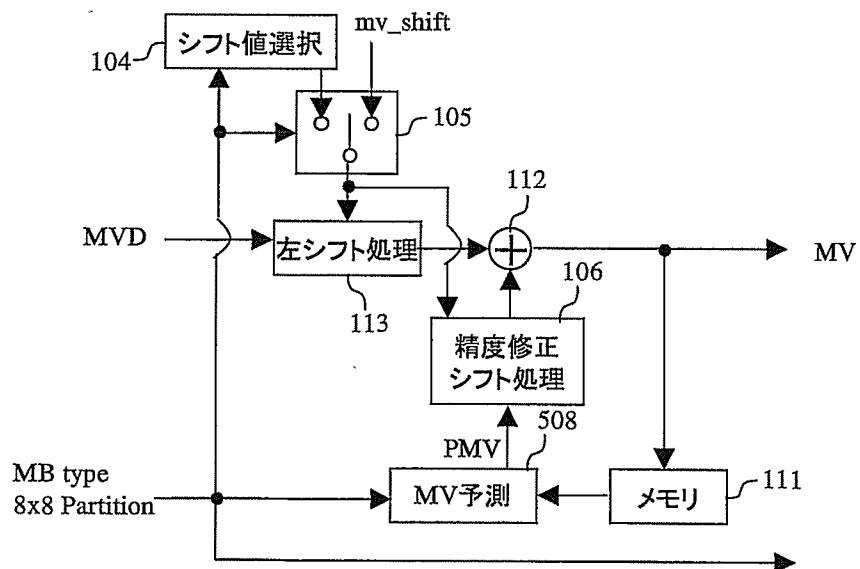 mv_shift
シフト値選択
104
105
112
MVD
左シフト処理
MV
113
106
精度修正
シフト処理
PMV
508
MB type
8x8 Partition
MV予測
メモリ
111